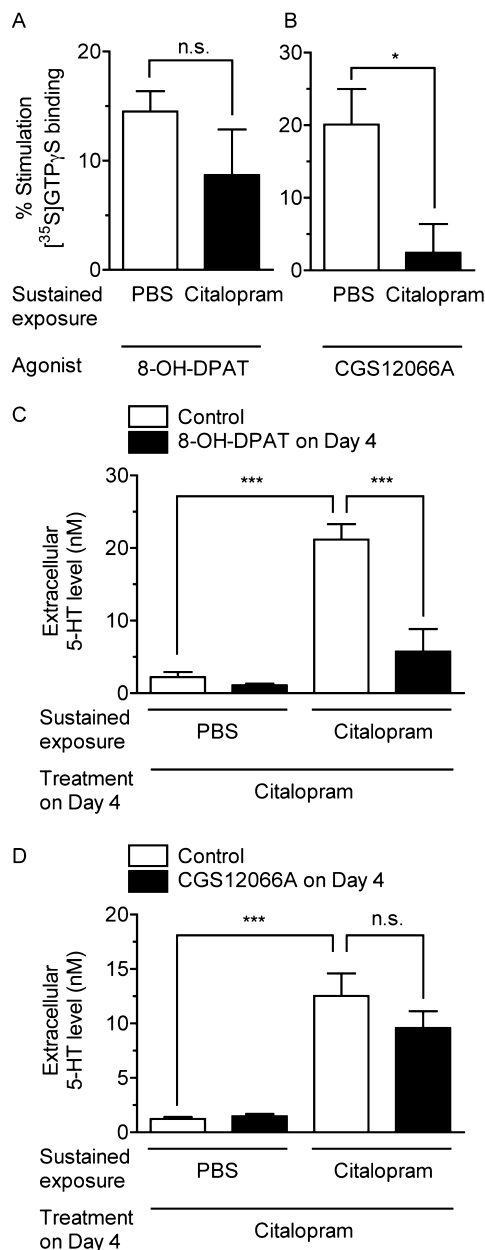 A
B
n.s.
*
% Stimulation
[³⁵S]GTPγS binding
20
10
0
30
20
10
0
Sustained
exposure
PBS Citalopram
PBS Citalopram
Agonist
8-OH-DPAT
CGS12066A
C
Control
8-OH-DPAT on Day 4
***
***
Extracellular
5-HT level (nM)
30
20
10
0
Sustained
exposure
PBS
Citalopram
Treatment
on Day 4
Citalopram
D
Control
CGS12066A on Day 4
***
n.s.
Extracellular
5-HT level (nM)
20
15
10
5
0
Sustained
exposure
PBS
Citalopram
Treatment
on Day 4
Citalopram